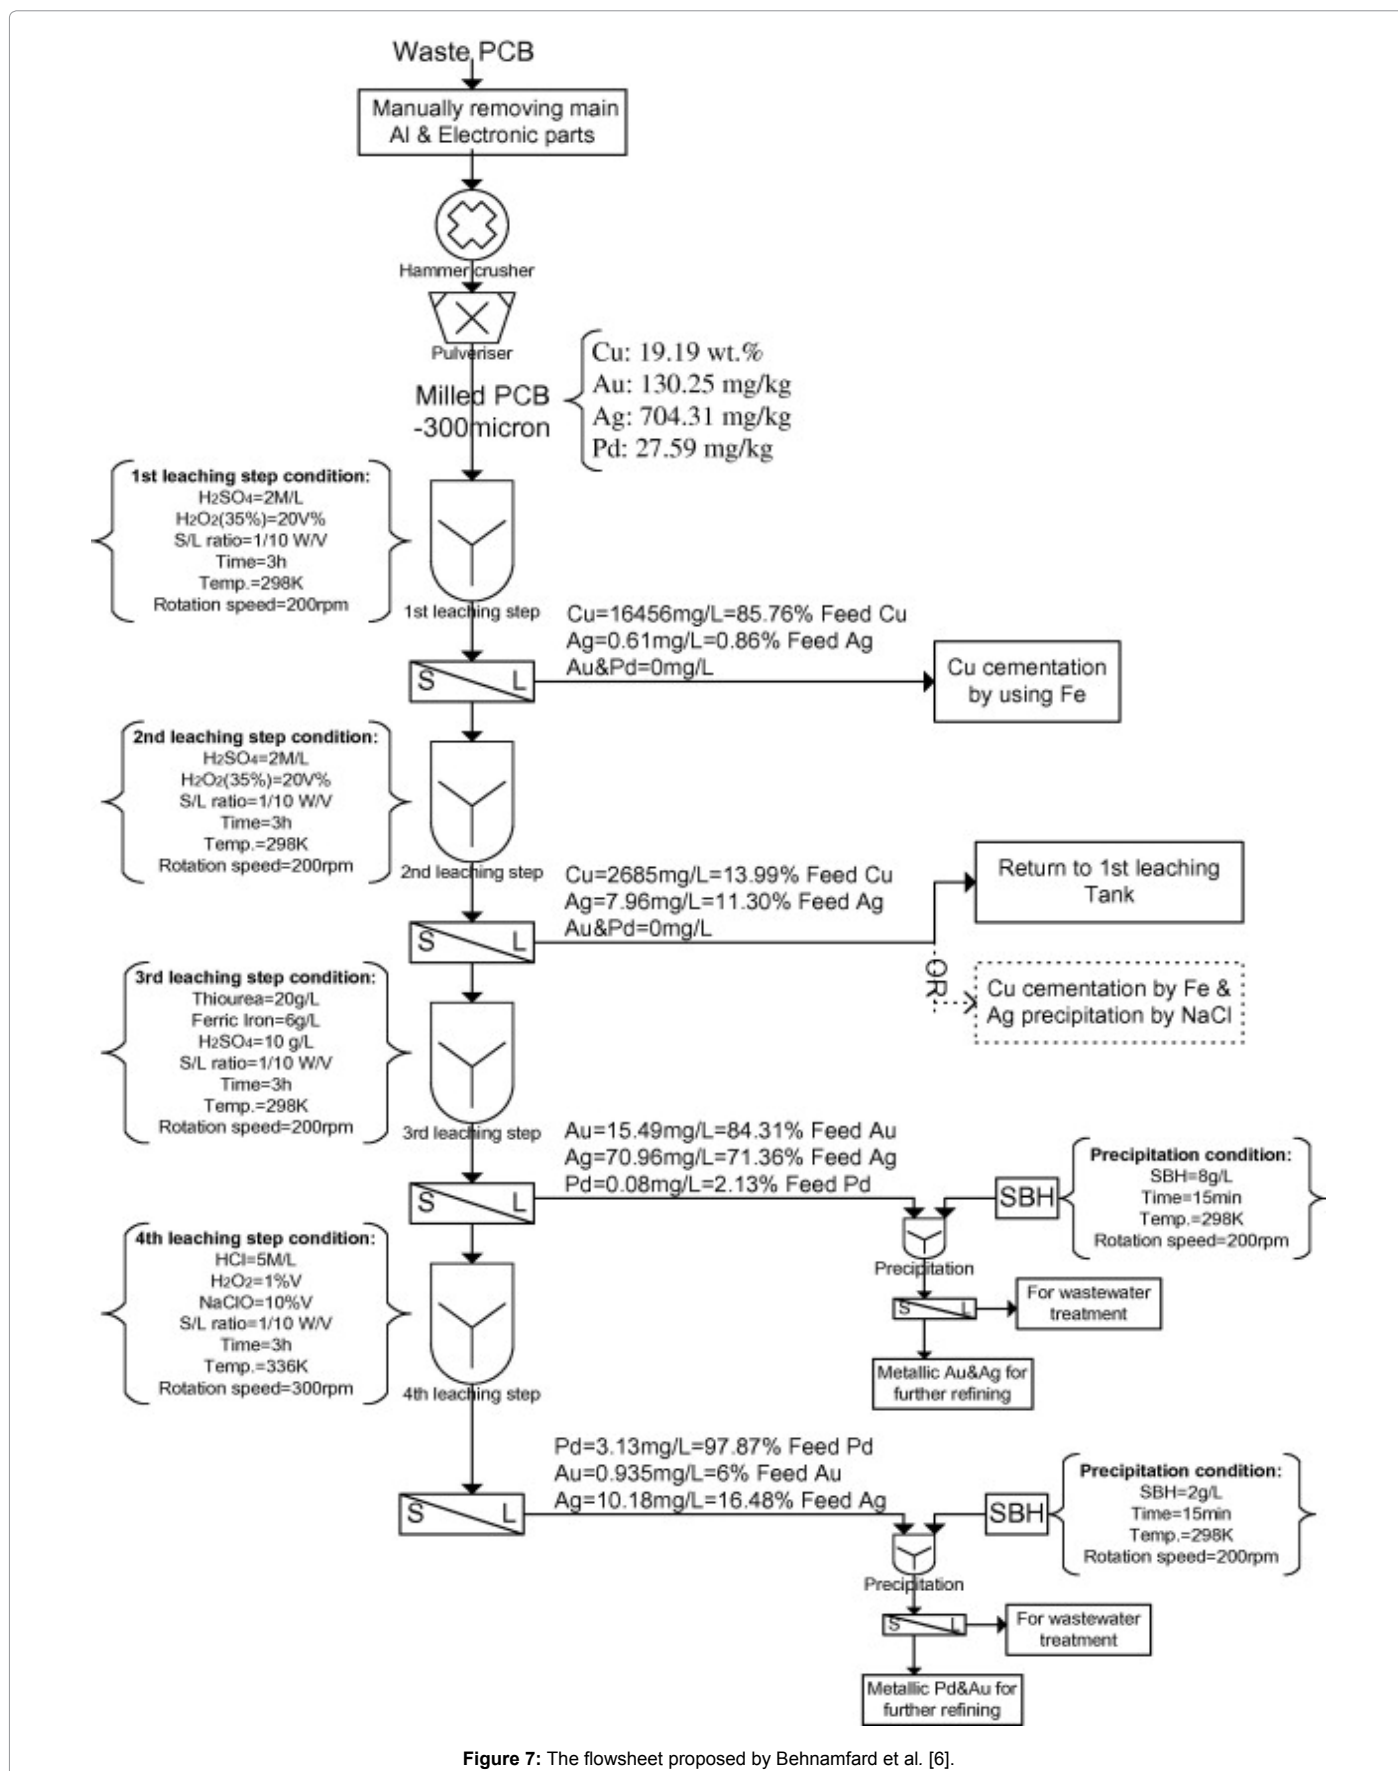 Waste PCB
Manually removing main
Al & Electronic parts
Hammer crusher
Pulveriser
Milled PCB
-300micron
Cu: 19.19 wt.%
Au: 130.25 mg/kg
Ag: 704.31 mg/kg
Pd: 27.59 mg/kg
1st leaching step condition:
H2SO4=2M/L
H2O2(35%)=20V%
S/L ratio=1/10 W/V
Time=3h
Temp.=298K
Rotation speed=200rpm
1st leaching step
Cu=16456mg/L=85.76% Feed Cu
Ag=0.61mg/L=0.86% Feed Ag
Au&Pd=0mg/L
S L
Cu cementation
by using Fe
2nd leaching step condition:
H2SO4=2M/L
H2O2(35%)=20V%
S/L ratio=1/10 W/V
Time=3h
Temp.=298K
Rotation speed=200rpm
2nd leaching step
Cu=2685mg/L=13.99% Feed Cu
Ag=7.96mg/L=11.30% Feed Ag
Au&Pd=0mg/L
S L
Return to 1st leaching
Tank
OR
Cu cementation by Fe &
Ag precipitation by NaCl
3rd leaching step condition:
Thiourea=20g/L
Ferric Iron=6g/L
H2SO4=10 g/L
S/L ratio=1/10 W/V
Time=3h
Temp.=298K
Rotation speed=200rpm
3rd leaching step
Au=15.49mg/L=84.31% Feed Au
Ag=70.96mg/L=71.36% Feed Ag
Pd=0.08mg/L=2.13% Feed Pd
S L
SBH
Precipitation condition:
SBH=8g/L
Time=15min
Temp.=298K
Rotation speed=200rpm
Precipitation
S L
For wastewater
treatment
Metallic Au&Ag for
further refining
4th leaching step condition:
HCl=5M/L
H2O2=1%V
NaClO=10%V
S/L ratio=1/10 W/V
Time=3h
Temp.=336K
Rotation speed=300rpm
4th leaching step
Pd=3.13mg/L=97.87% Feed Pd
Au=0.935mg/L=6% Feed Au
Ag=10.18mg/L=16.48% Feed Ag
S L
SBH
Precipitation condition:
SBH=2g/L
Time=15min
Temp.=298K
Rotation speed=200rpm
Precipitation
S L
For wastewater
treatment
Metallic Pd&Au for
further refining
Figure 7: The flowsheet proposed by Behnamfard et al. [6].